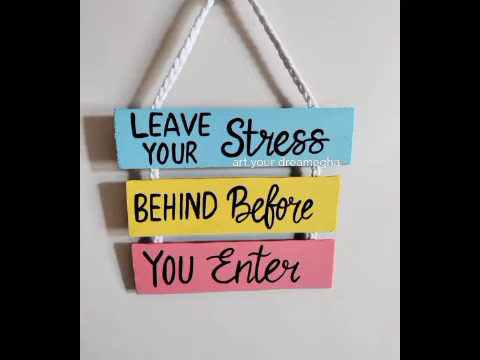 LEAVE
YOUR Stress
art your dreamegha
BEHIND Before
YOU Enter